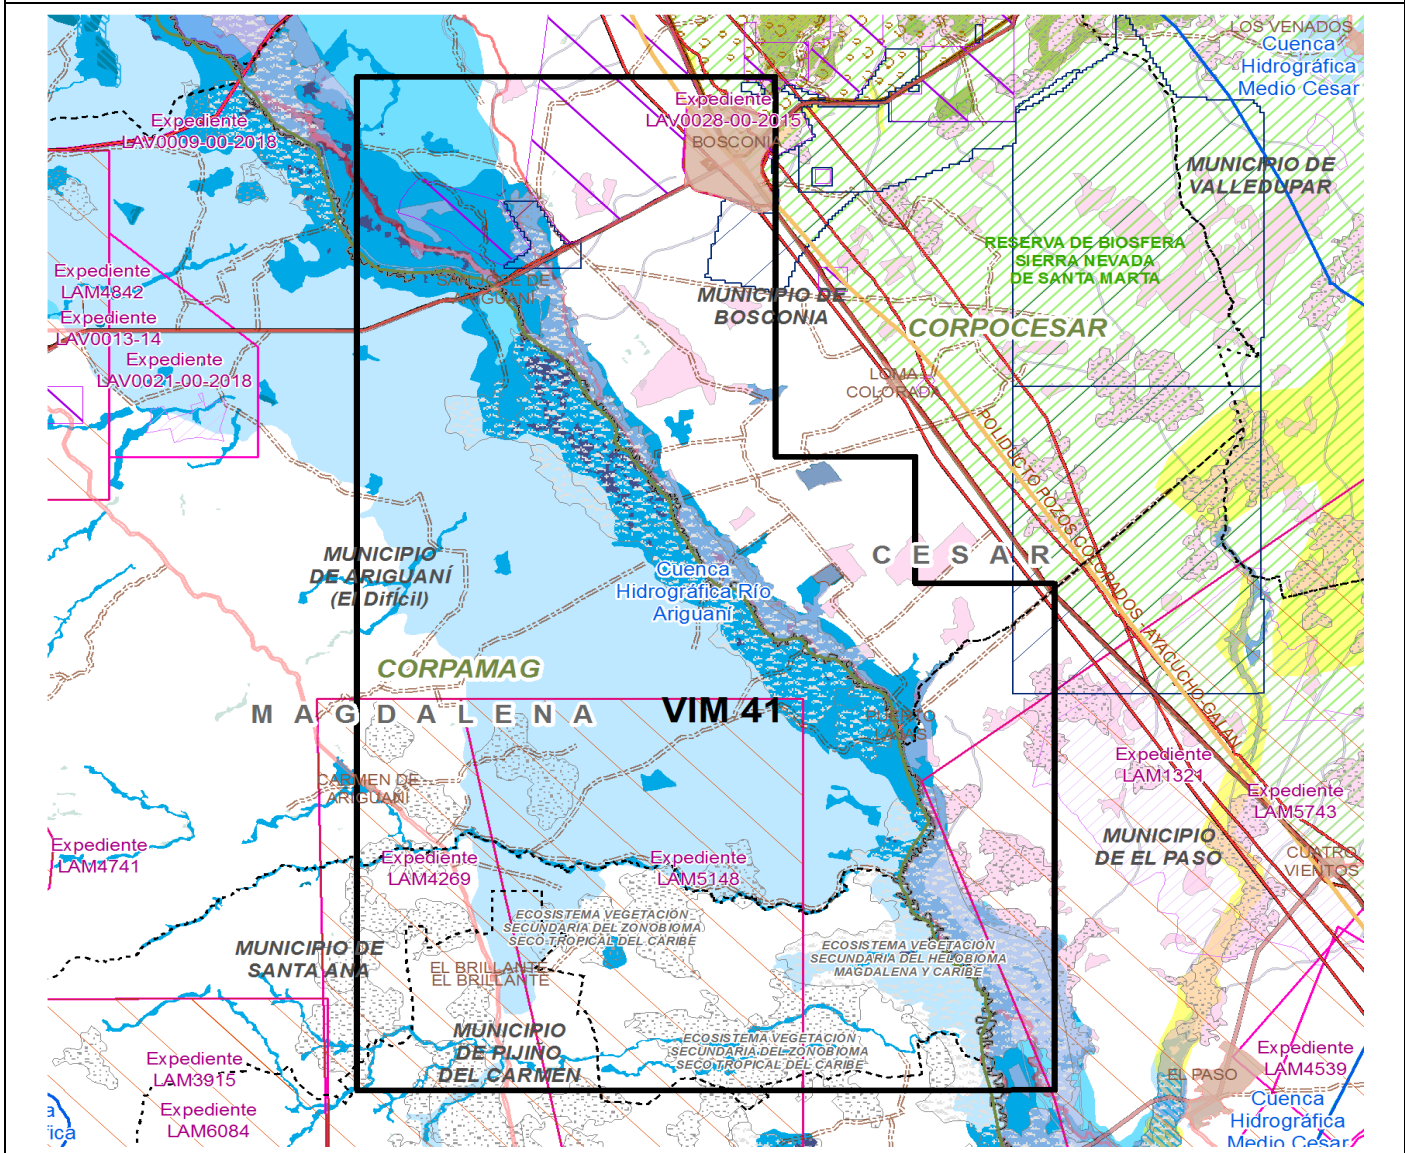 LOS VENADOS
Cuenca
Hidrográfica
Medio Cesar
Expediente
LAV0009-00-2018
Expediente
LAV0028-00-2015
BOSCONIA
MUNICIPIO DE
VALLEDUPAR
RESERVA DE BIOSFERA
SIERRA NEVADA
DE SANTA MARTA
Expediente
LAM4842
Expediente
LAV0013-14
Expediente
LAV0021-00-2018
ARIGUANÍ
MUNICIPIO DE
BOSCONIA
CORPOCESAR
LOMA
COLORADA
POLIDUCTO POZOS COLORADOS - AYACUCHO-GALAN
MUNICIPIO
DE ARIGUANÍ
(El Difícil)
CESAR
Cuenca
Hidrográfica Río
Ariguaní
CORPAMAG
MAGDALENA
VIM 41
CARMEN DE
ARIGUANÍ
Expediente
LAM1321
Expediente
LAM5743
MUNICIPIO
DE EL PASO
CUATRO
VIENTOS
Expediente
LAM4741
Expediente
LAM4269
Expediente
LAM5148
ECOSISTEMA VEGETACIÓN
SECUNDARIA DEL ZONOBIOMA
SECO TROPICAL DEL CARIBE
ECOSISTEMA VEGETACIÓN
SECUNDARIA DEL HELOBIOMA
MAGDALENA Y CARIBE
MUNICIPIO DE
SANTA ANA
EL BRILLANTE
EL BRILLANTE
MUNICIPIO
DE PIJIÑO
DEL CARMEN
ECOSISTEMA VEGETACIÓN
SECUNDARIA DEL ZONOBIOMA
SECO TROPICAL DEL CARIBE
Expediente
LAM3915
Expediente
LAM6084
Expediente
LAM4539
EL PASO
Cuenca
Hidrográfica
Medio Cesar
a
fica